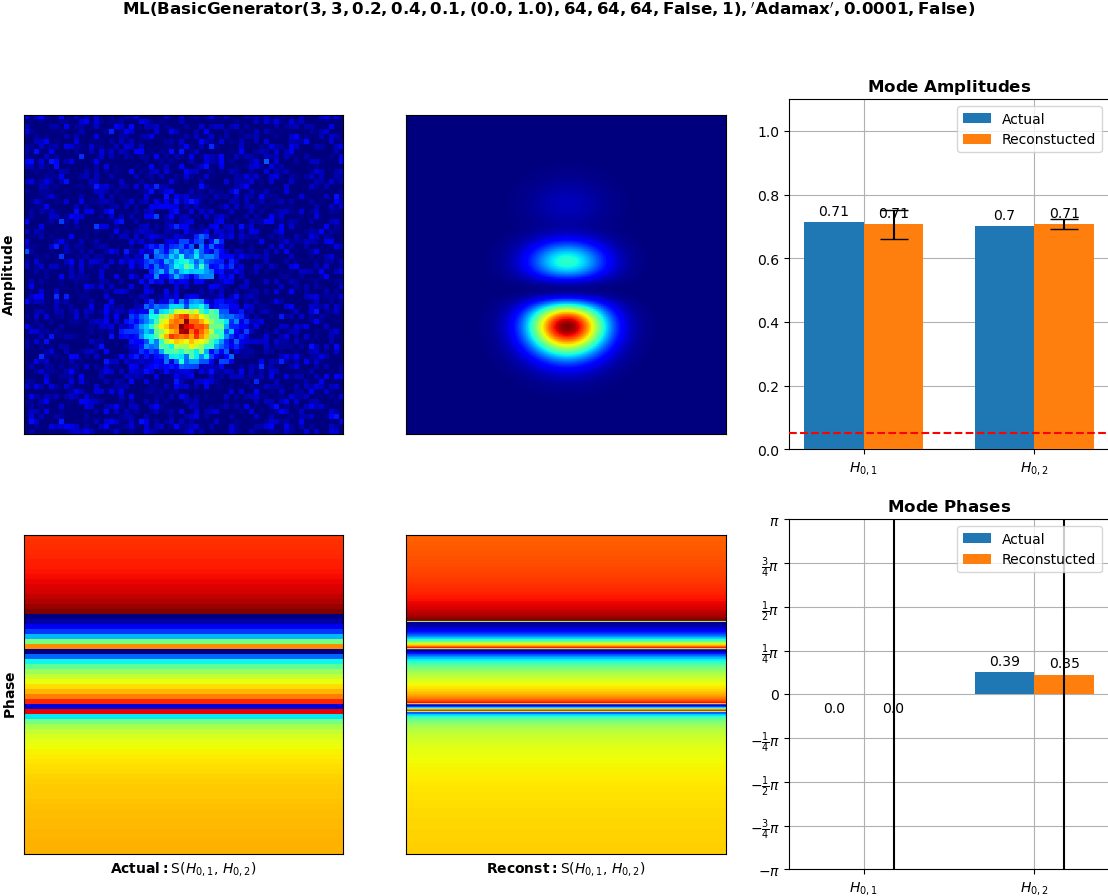 ML(BasicGenerator(3, 3, 0.2, 0.4, 0.1, (0.0, 1.0), 64, 64, 64, False, 1), 'Adamax', 0.0001, False)
Amplitude
Mode Amplitudes
Actual
Reconstucted
1.0
0.8
0.6
0.4
0.2
0.0
0.71
0.71
0.7
0.71
H0,1
H0,2
Phase
Actual: S(H0,1, H0,2)
Reconst: S(H0,1, H0,2)
Mode Phases
Actual
Reconstucted
π
3/4π
1/2π
1/4π
0
−1/4π
−1/2π
−3/4π
−π
0.0
0.0
0.39
0.35
H0,1
H0,2